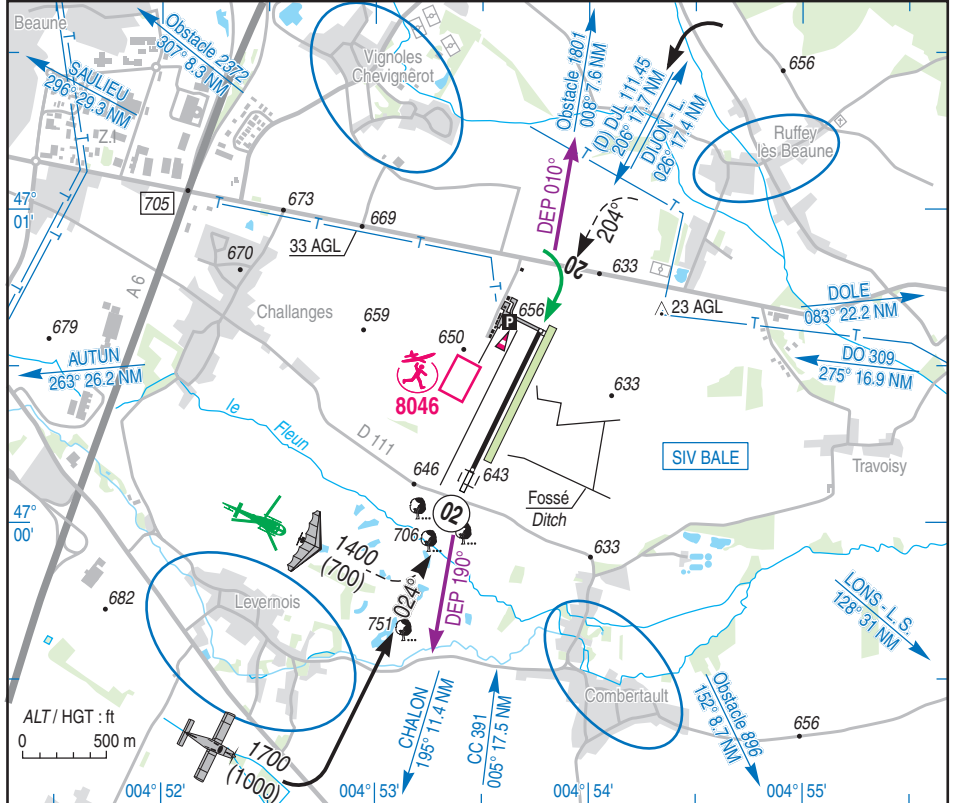 Beaune
Obstacle 2372
307° 8.3 NM
SAULIEU
296° 29.3 NM
Z.I
Vignoles
Chevignerot
Obstacle 1801
008° 7.6 NM
(D) DJL 111.45
206° 17.7 NM
DIJON - L.
026° 17.4 NM
656
Ruffey
lès Beaune
47°
01'
705
673
669
33 AGL
670
A 6
DEP 010°
204°
20
633
T
T
T
T
T
T
T
23 AGL
DOLE
083° 22.2 NM
DO 309
275° 16.9 NM
Challanges
659
656
P
650
679
AUTUN
263° 26.2 NM
8046
633
le
Fleun
D 111
SIV BALE
Travoisy
646
643
Fossé
Ditch
02
47°
00'
706
633
1400
(700)
024°
DEP 190°
682
Levernois
751
LONS - L.S.
128° 31 NM
Combertault
Obstacle 896
152° 8.7 NM
656
CHALON
195° 11.4 NM
CC 391
005° 17.5 NM
ALT / HGT : ft
0 500 m
1700
(1000)
004° 52'
004° 53'
004° 54'
004° 55'